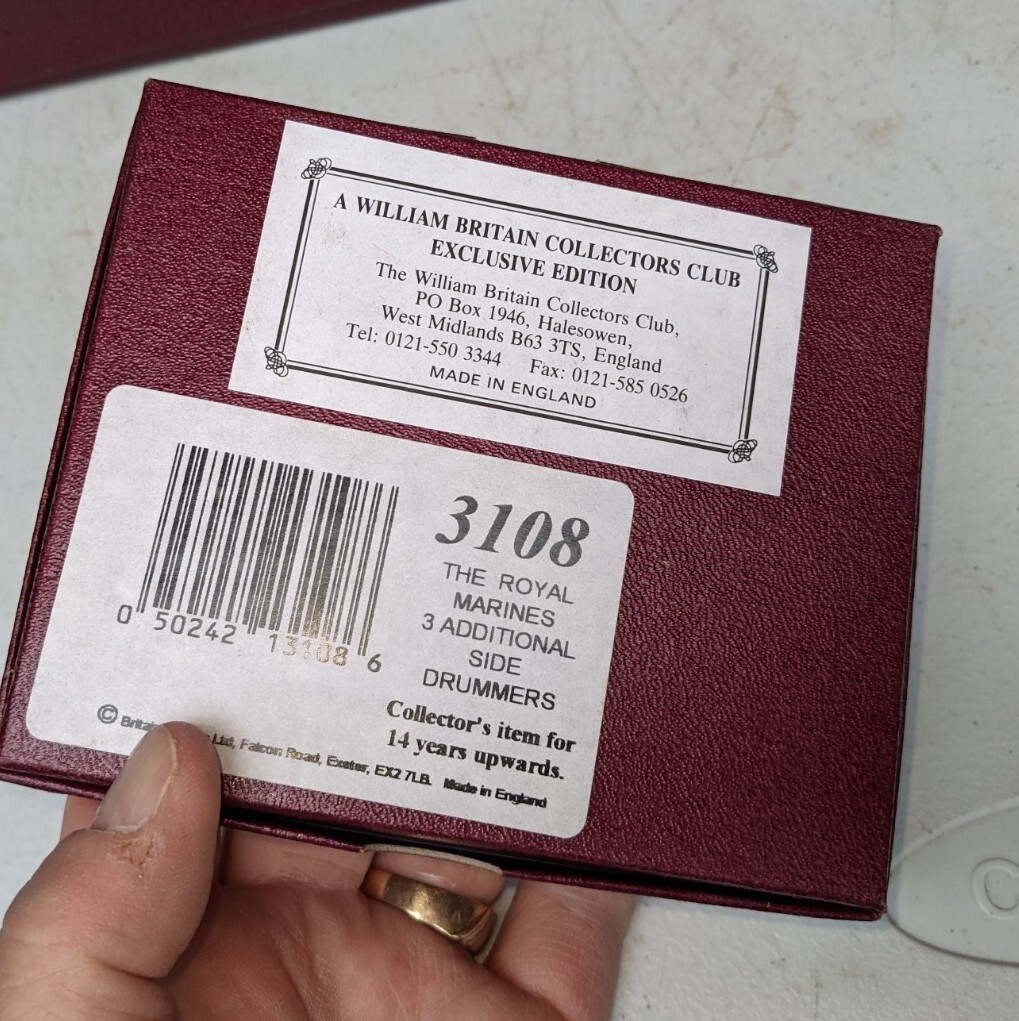 A WILLIAM BRITAIN COLLECTORS CLUB
EXCLUSIVE EDITION
The William Britain Collectors Club,
PO Box 1946, Halesowen,
West Midlands B63 3TS, England
Tel: 0121-550 3344 Fax: 0121-585 0526
MADE IN ENGLAND
3108
THE ROYAL
MARINES
3 ADDITIONAL
SIDE
DRUMMERS
0 50242 13108 6
Collector's item for
14 years upwards.
© Ltd, Falcon Road, Exeter, EX2 7LB. Made in England